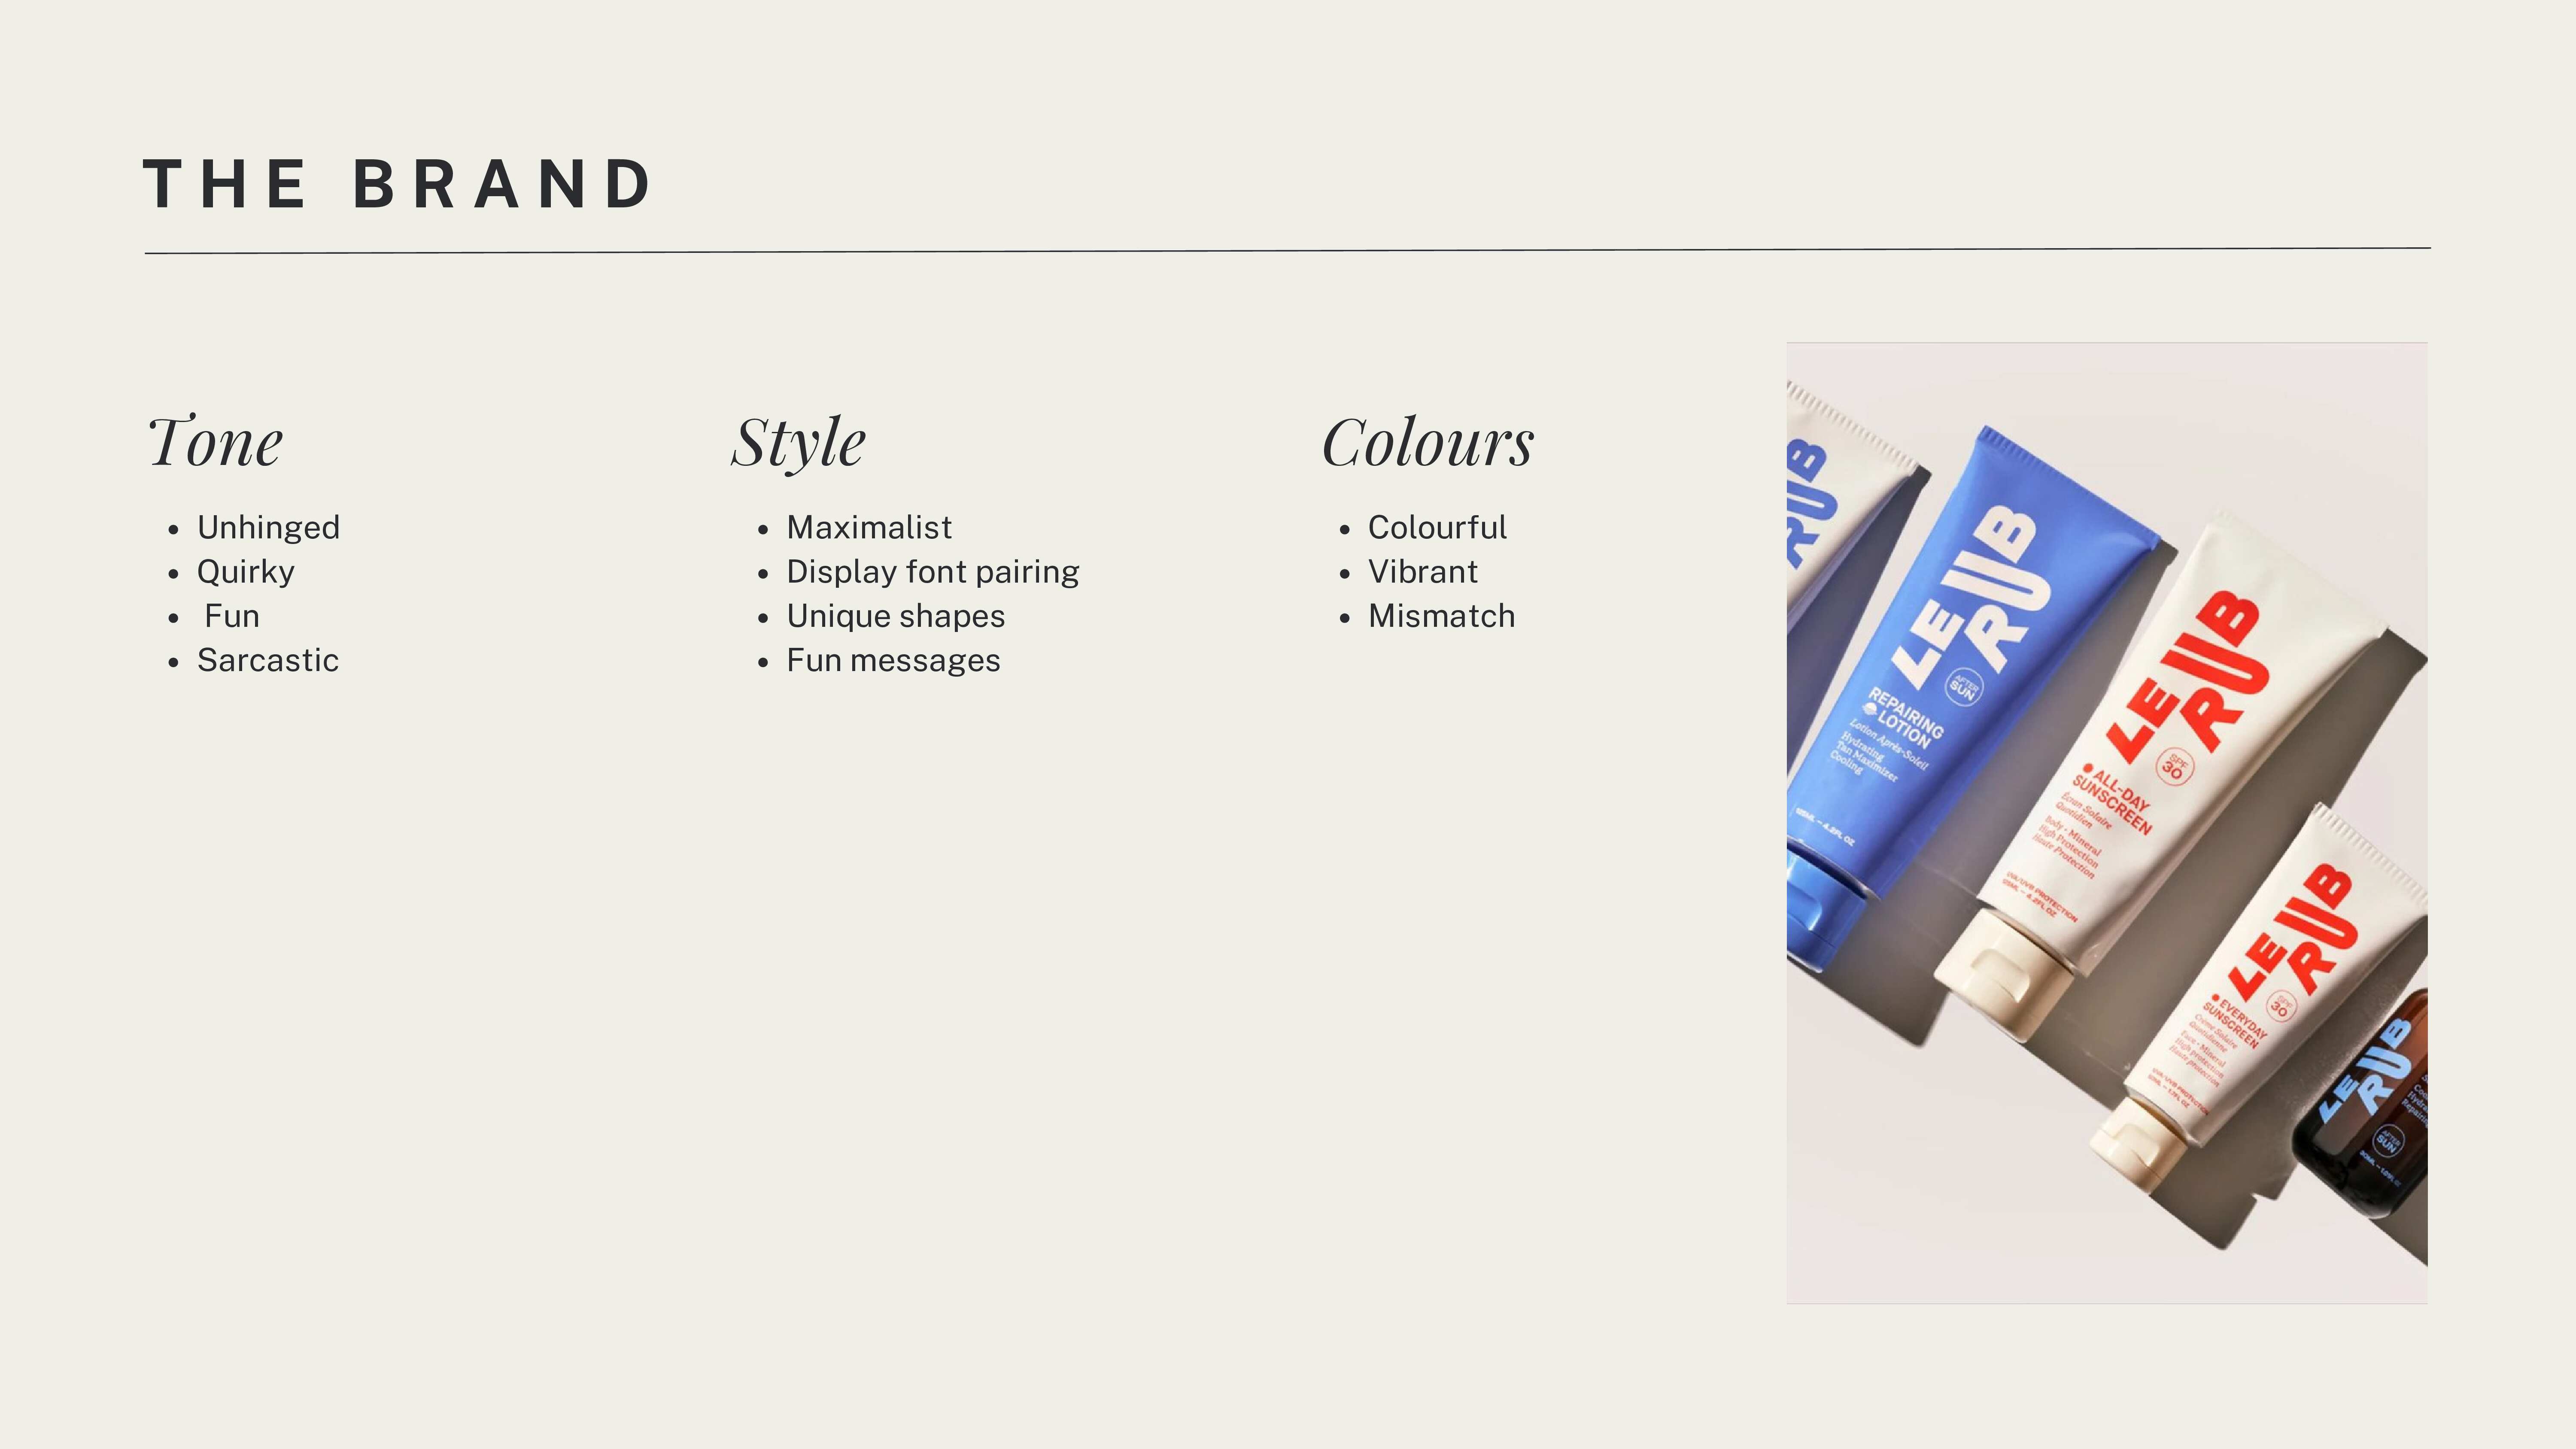 THE BRAND
Tone
• Unhinged
• Quirky
• Fun
• Sarcastic
Style
• Maximalist
• Display font pairing
• Unique shapes
• Fun messages
Colours
• Colourful
• Vibrant
• Mismatch
RUB
LE
RUB
AFTER
SUN
REPAIRING
LOTION
Lotion Après-Soleil
Hydrating
Tan Maximizer
Cooling
125ML – 4.2FL OZ
LE
RUB
SPF
30
ALL-DAY
SUNSCREEN
Écran Solaire
Quotidien
Body - Mineral
High Protection
Haute Protection
UVA/UVB PROTECTION
125ML – 4.2FL OZ
LE
RUB
SPF
30
EVERYDAY
SUNSCREEN
Crème Solaire
Quotidienne
Face - Mineral
High protection
Haute protection
UVA/UVB PROTECTION
50ML – 1.7FL OZ
LE
RUB
AFTER
SUN